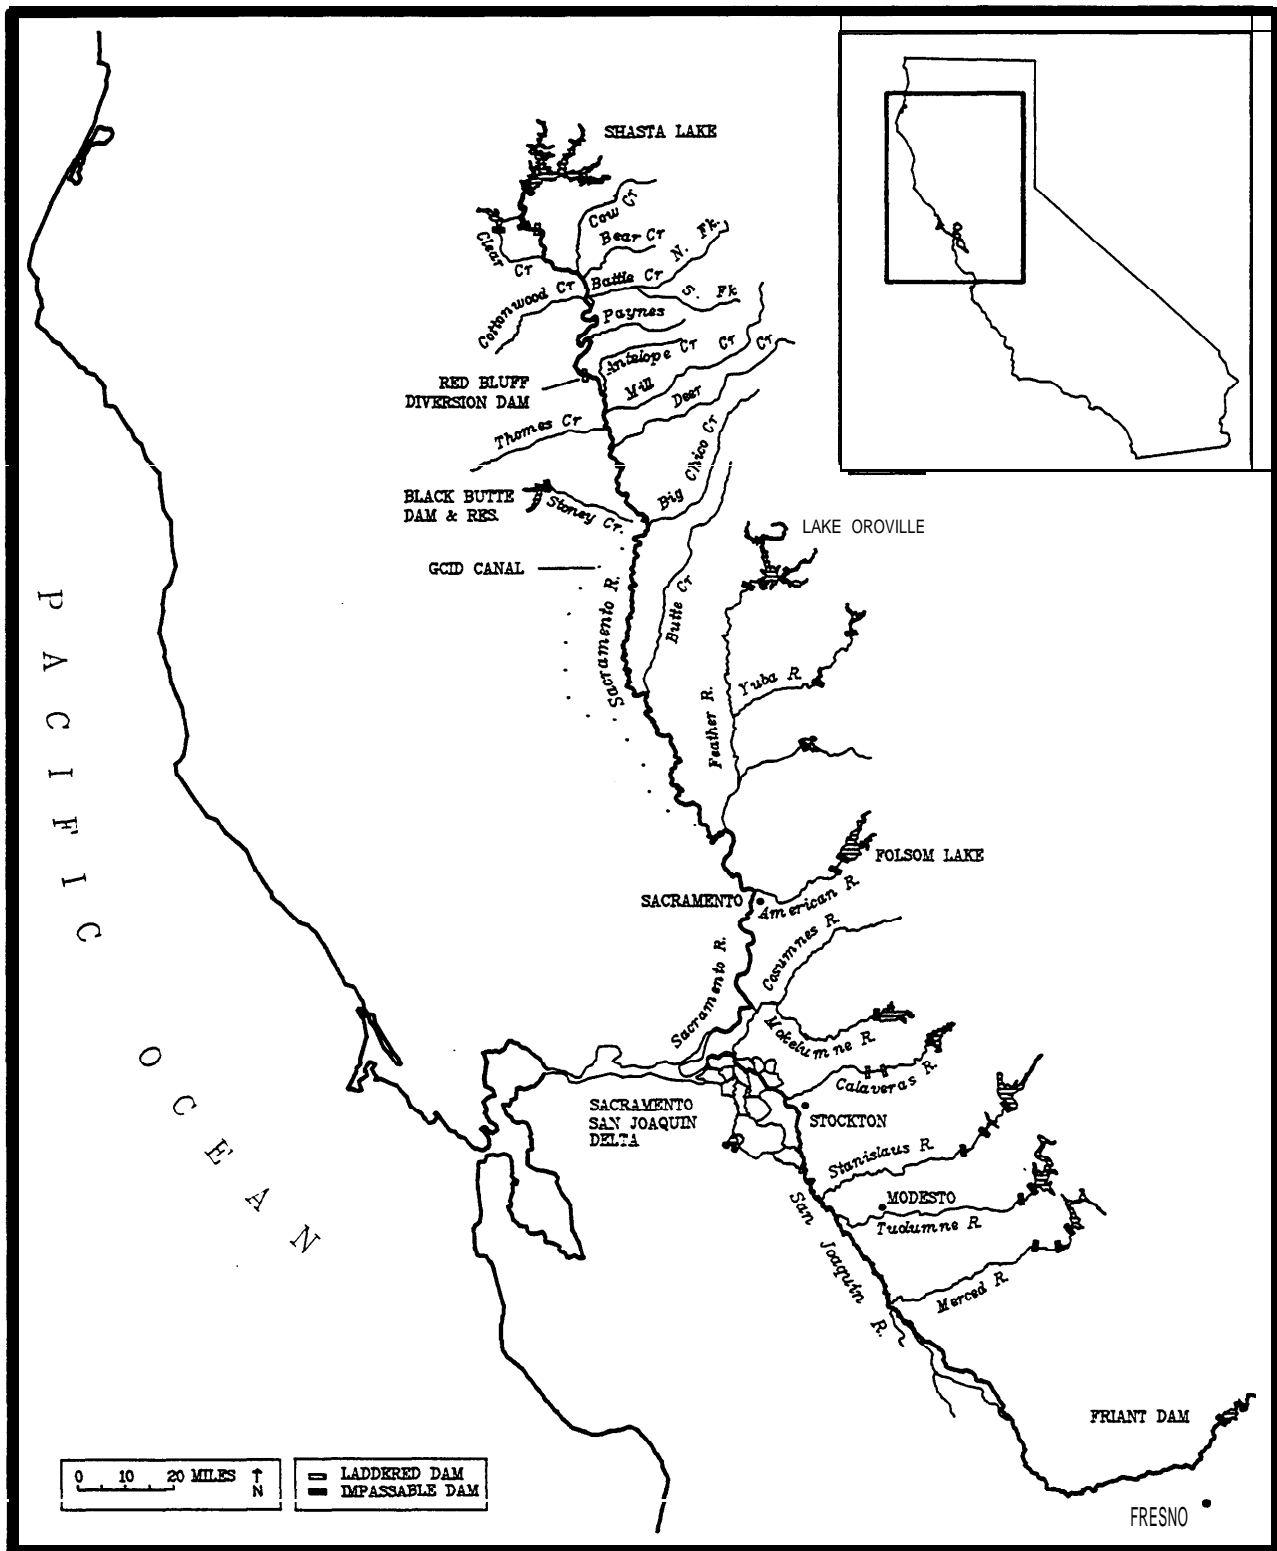 SHASTA LAKE
Cow Cr
Bear Cr
N. Fk.
Clear
Cr
Battle Cr
S. Fk
Cottonwood Cr
Paynes
Antelope Cr
Cr
Cr
Mill
Deer
RED BLUFF
DIVERSION DAM
Thomes Cr
Big Chico Cr
BLACK BUTTE
DAM & RES.
Stoney Cr.
LAKE OROVILLE
GCID CANAL
Sacramento R.
Butte Cr
Yuba R
Feather R.
PACIFIC
OCEAN
FOLSOM LAKE
SACRAMENTO
American R.
Cosumnes R
Sacramento R.
Mokelumne R.
Calaveras R.
SACRAMENTO
SAN JOAQUIN
DELTA
STOCKTON
Stanislaus R
MODESTO
Tuolumne R
San Joaquin R.
Merced R.
FRIANT DAM
FRESNO
0 10 20 MILES
N
LADDERED DAM
IMPASSABLE DAM